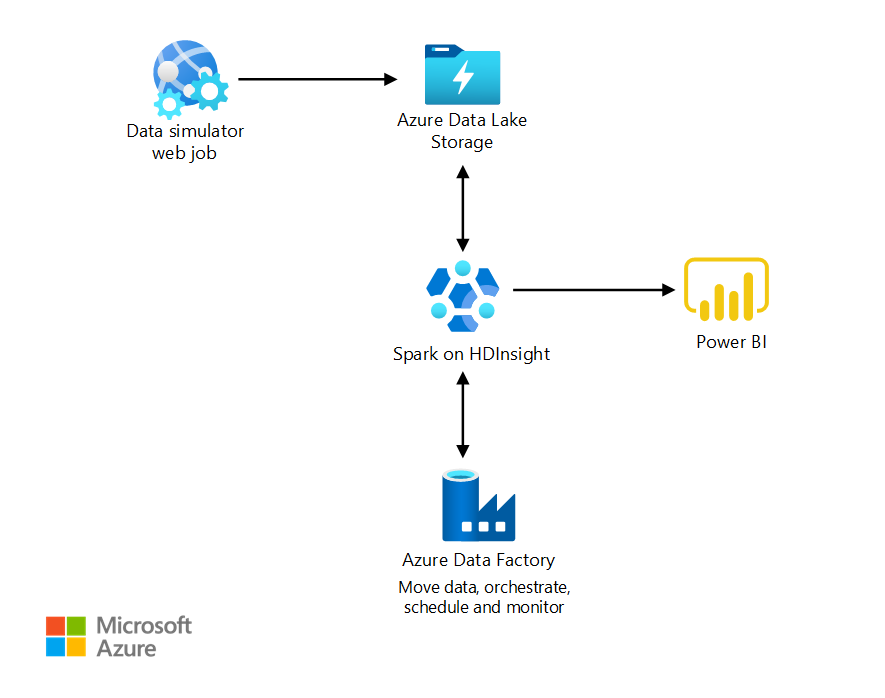 Data simulator
web job
Azure Data Lake
Storage
Spark on HDInsight
Power BI
Azure Data Factory
Move data, orchestrate,
schedule and monitor
Microsoft
Azure